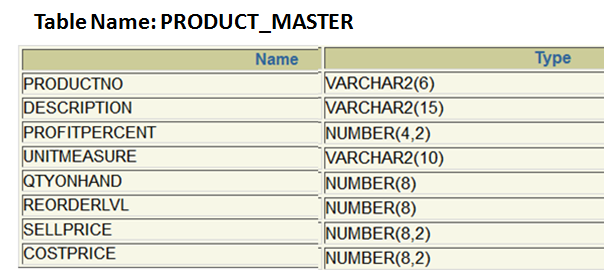 Table Name: PRODUCT_MASTER
Name Type
PRODUCTNO VARCHAR2(6)
DESCRIPTION VARCHAR2(15)
PROFITPERCENT NUMBER(4,2)
UNITMEASURE VARCHAR2(10)
QTYONHAND NUMBER(8)
REORDERLVL NUMBER(8)
SELLPRICE NUMBER(8,2)
COSTPRICE NUMBER(8,2)